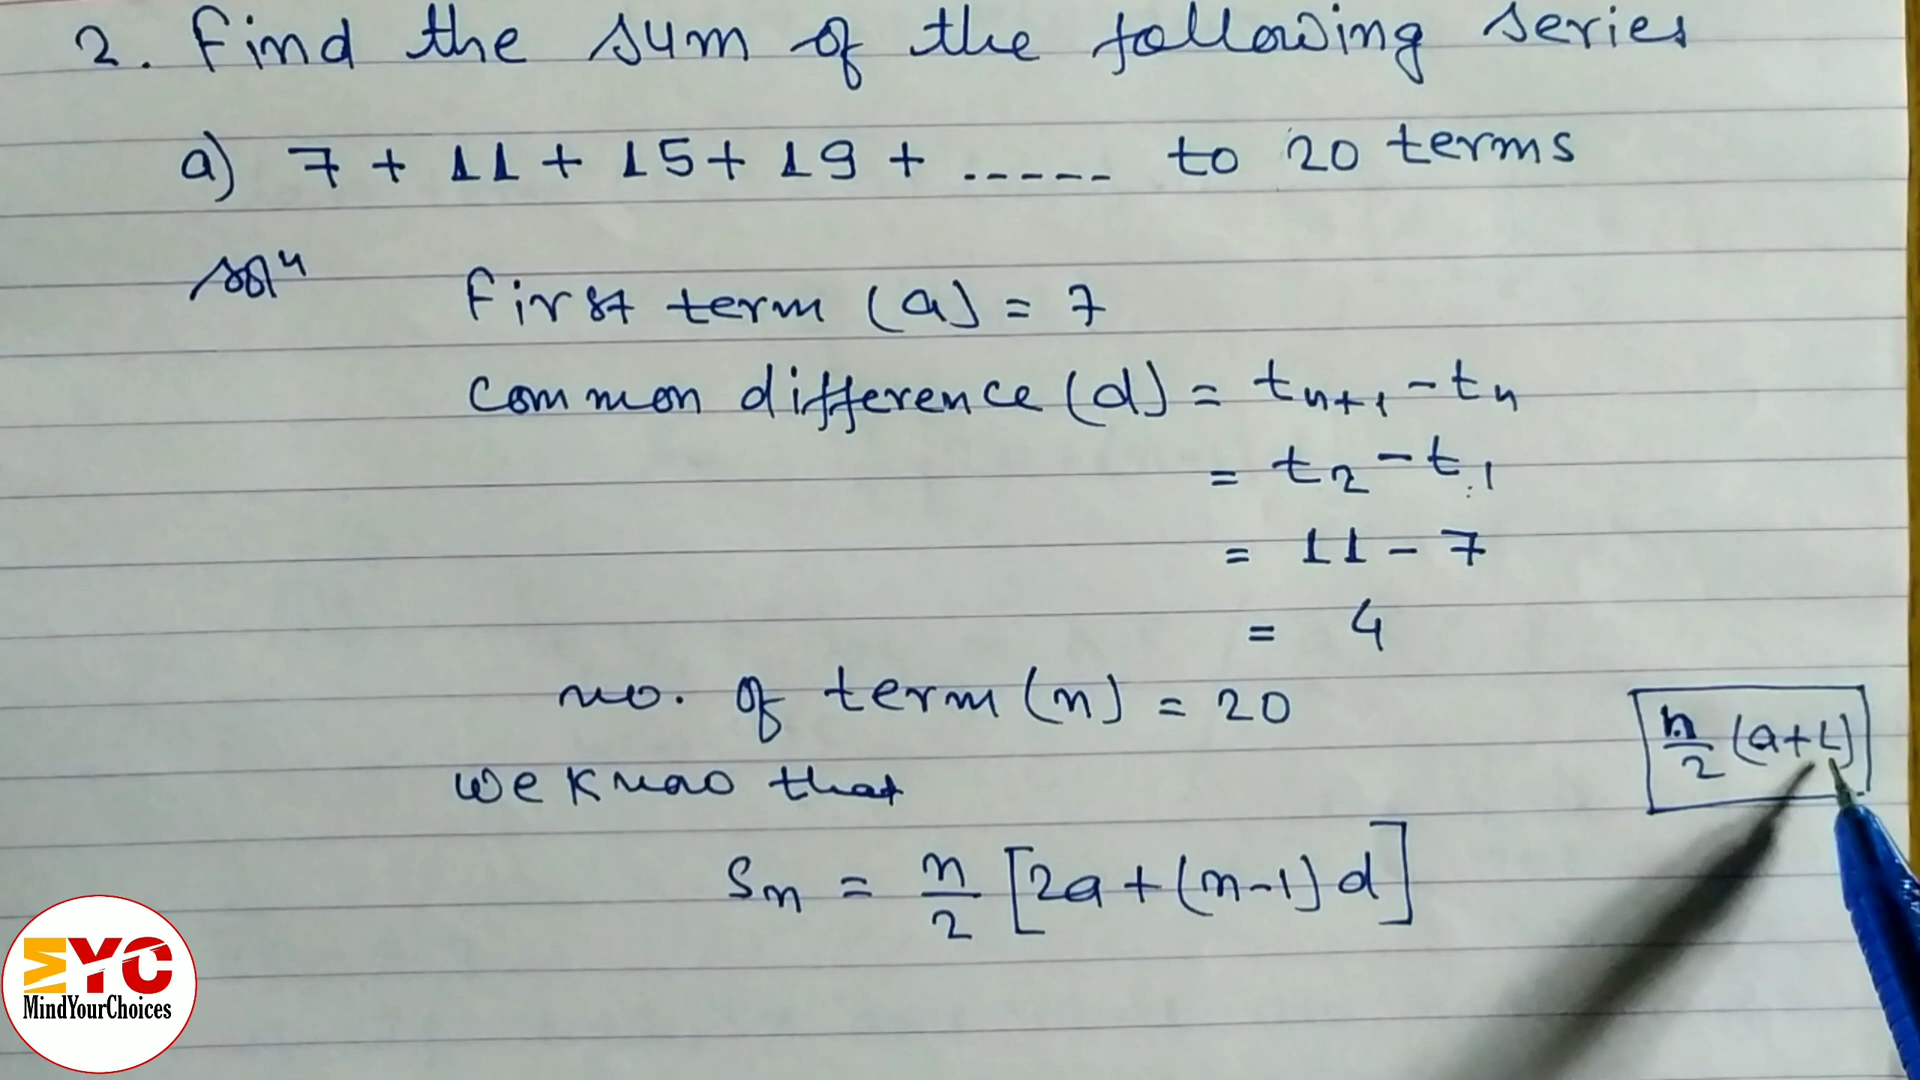 2. Find the sum of the following series
a) 7 + 11 + 15 + 19 + ..... to 20 terms
Solⁿ
First term (a) = 7
Common difference (d) = tₙ₊₁ - tₙ
= t₂ - t₁
= 11 - 7
= 4
no. of term (n) = 20
n/2 (a+L)
we know that
Sₙ = n/2 [2a + (n-1) d]
MYC
MindYourChoices